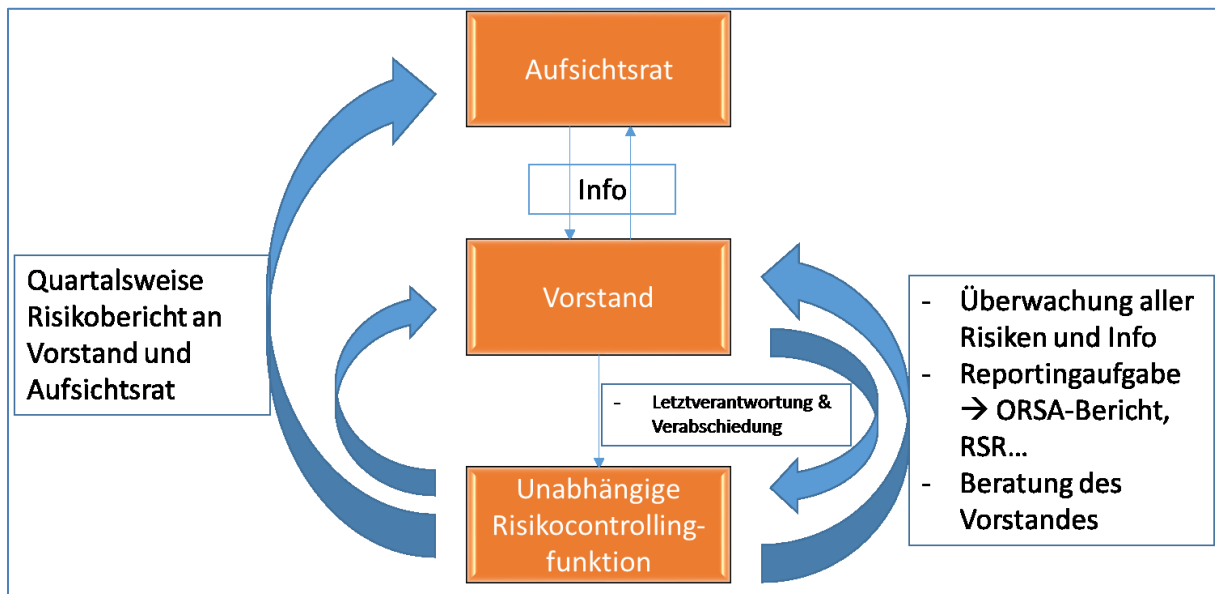 Aufsichtsrat
Info
Quartalsweise
Risikobericht an
Vorstand und
Aufsichtsrat
Vorstand
- Überwachung aller
Risiken und Info
- Reportingaufgabe
→ ORSA-Bericht,
RSR...
- Beratung des
Vorstandes
- Letztverantwortung &
Verabschiedung
Unabhängige
Risikocontrolling-
funktion